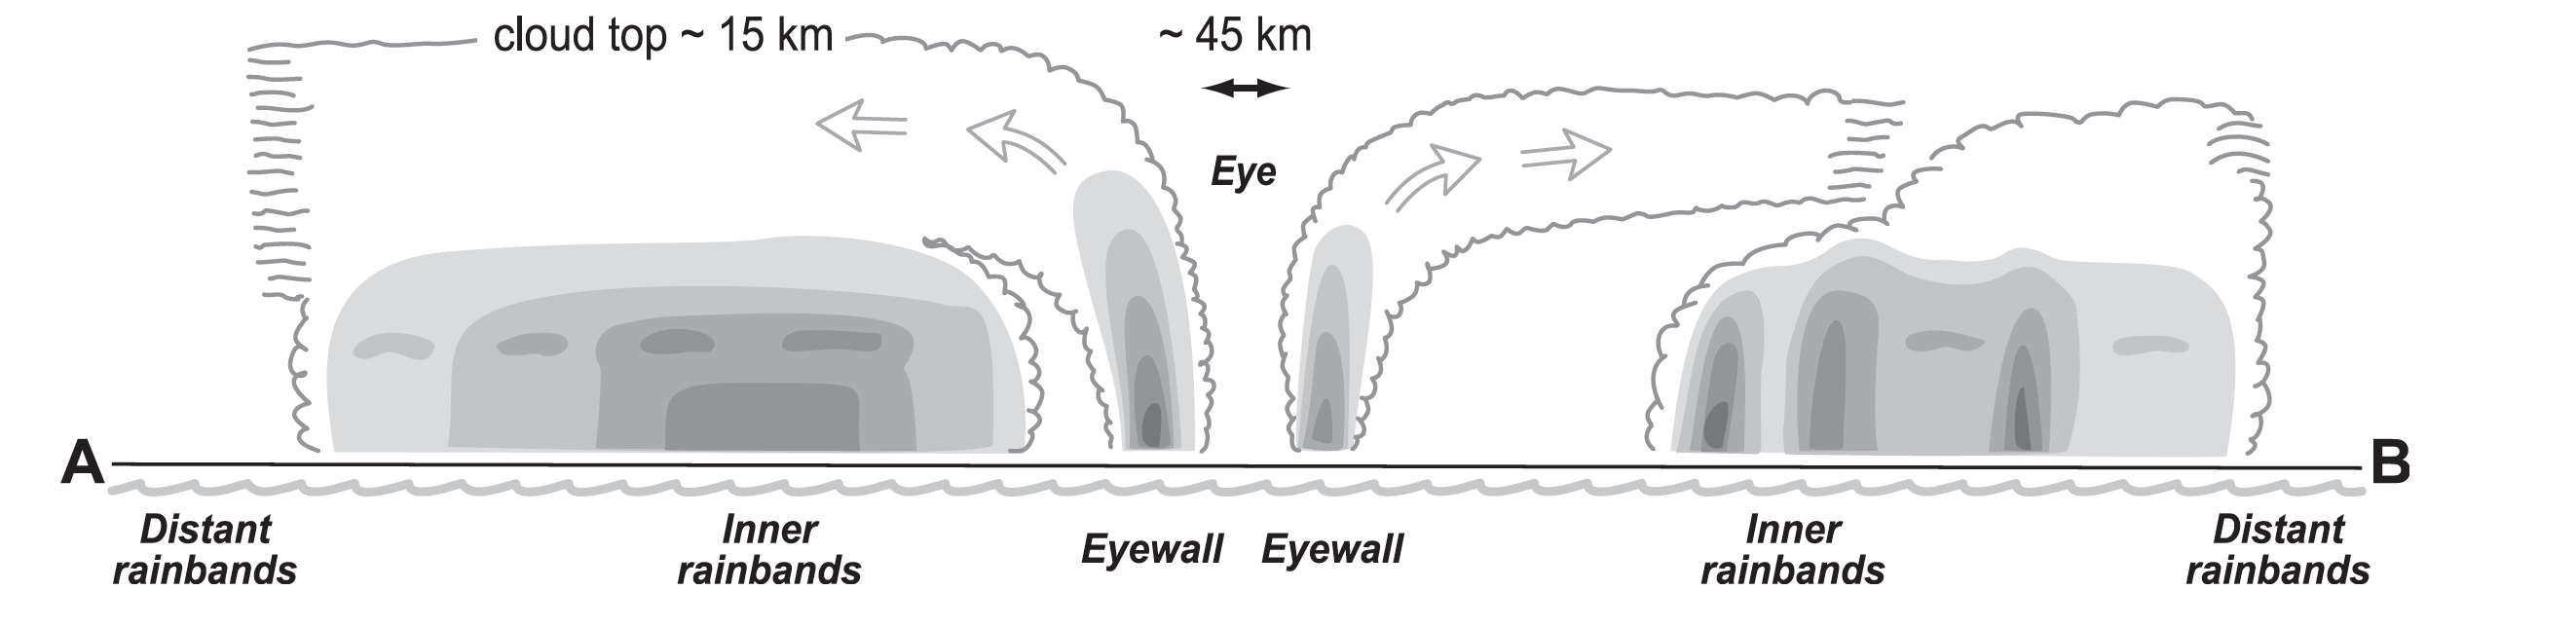 cloud top ~ 15 km
~ 45 km
Eye
A
B
Distant
rainbands
Inner
rainbands
Eyewall
Eyewall
Inner
rainbands
Distant
rainbands